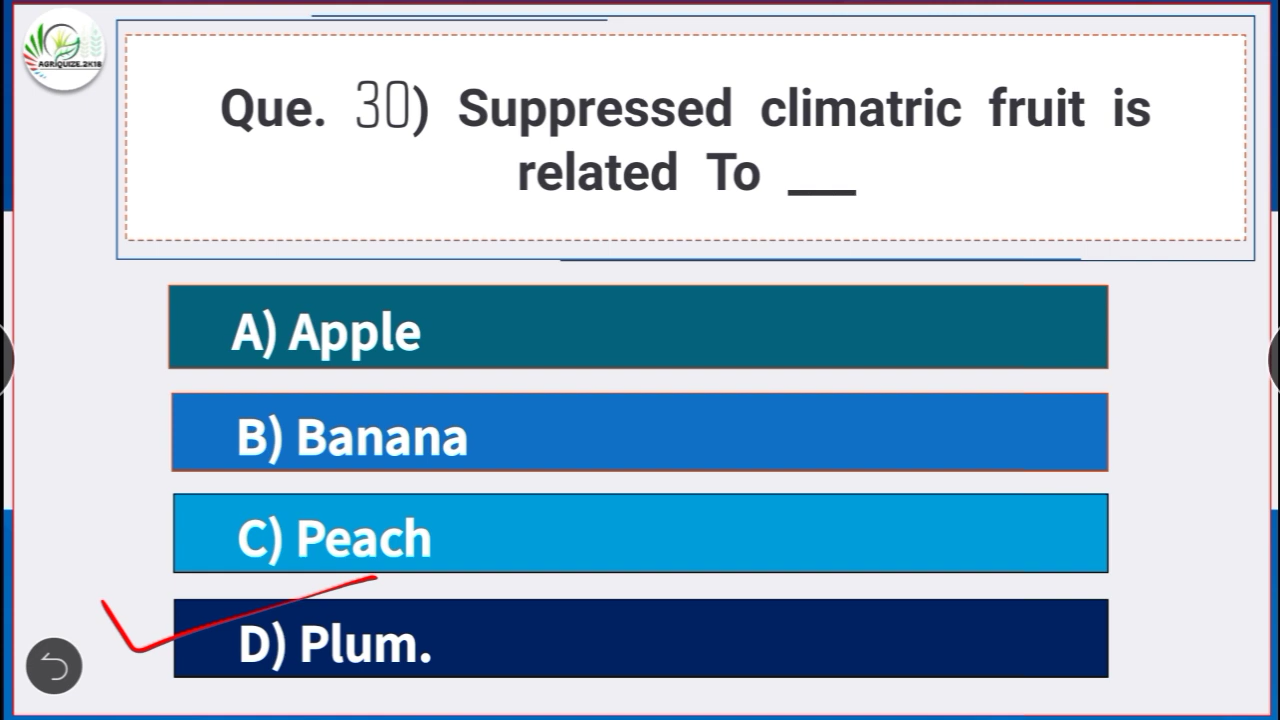 AGRIQUIZE.2K18
Que. 30) Suppressed climatric fruit is
related To ___
A) Apple
B) Banana
C) Peach
D) Plum.